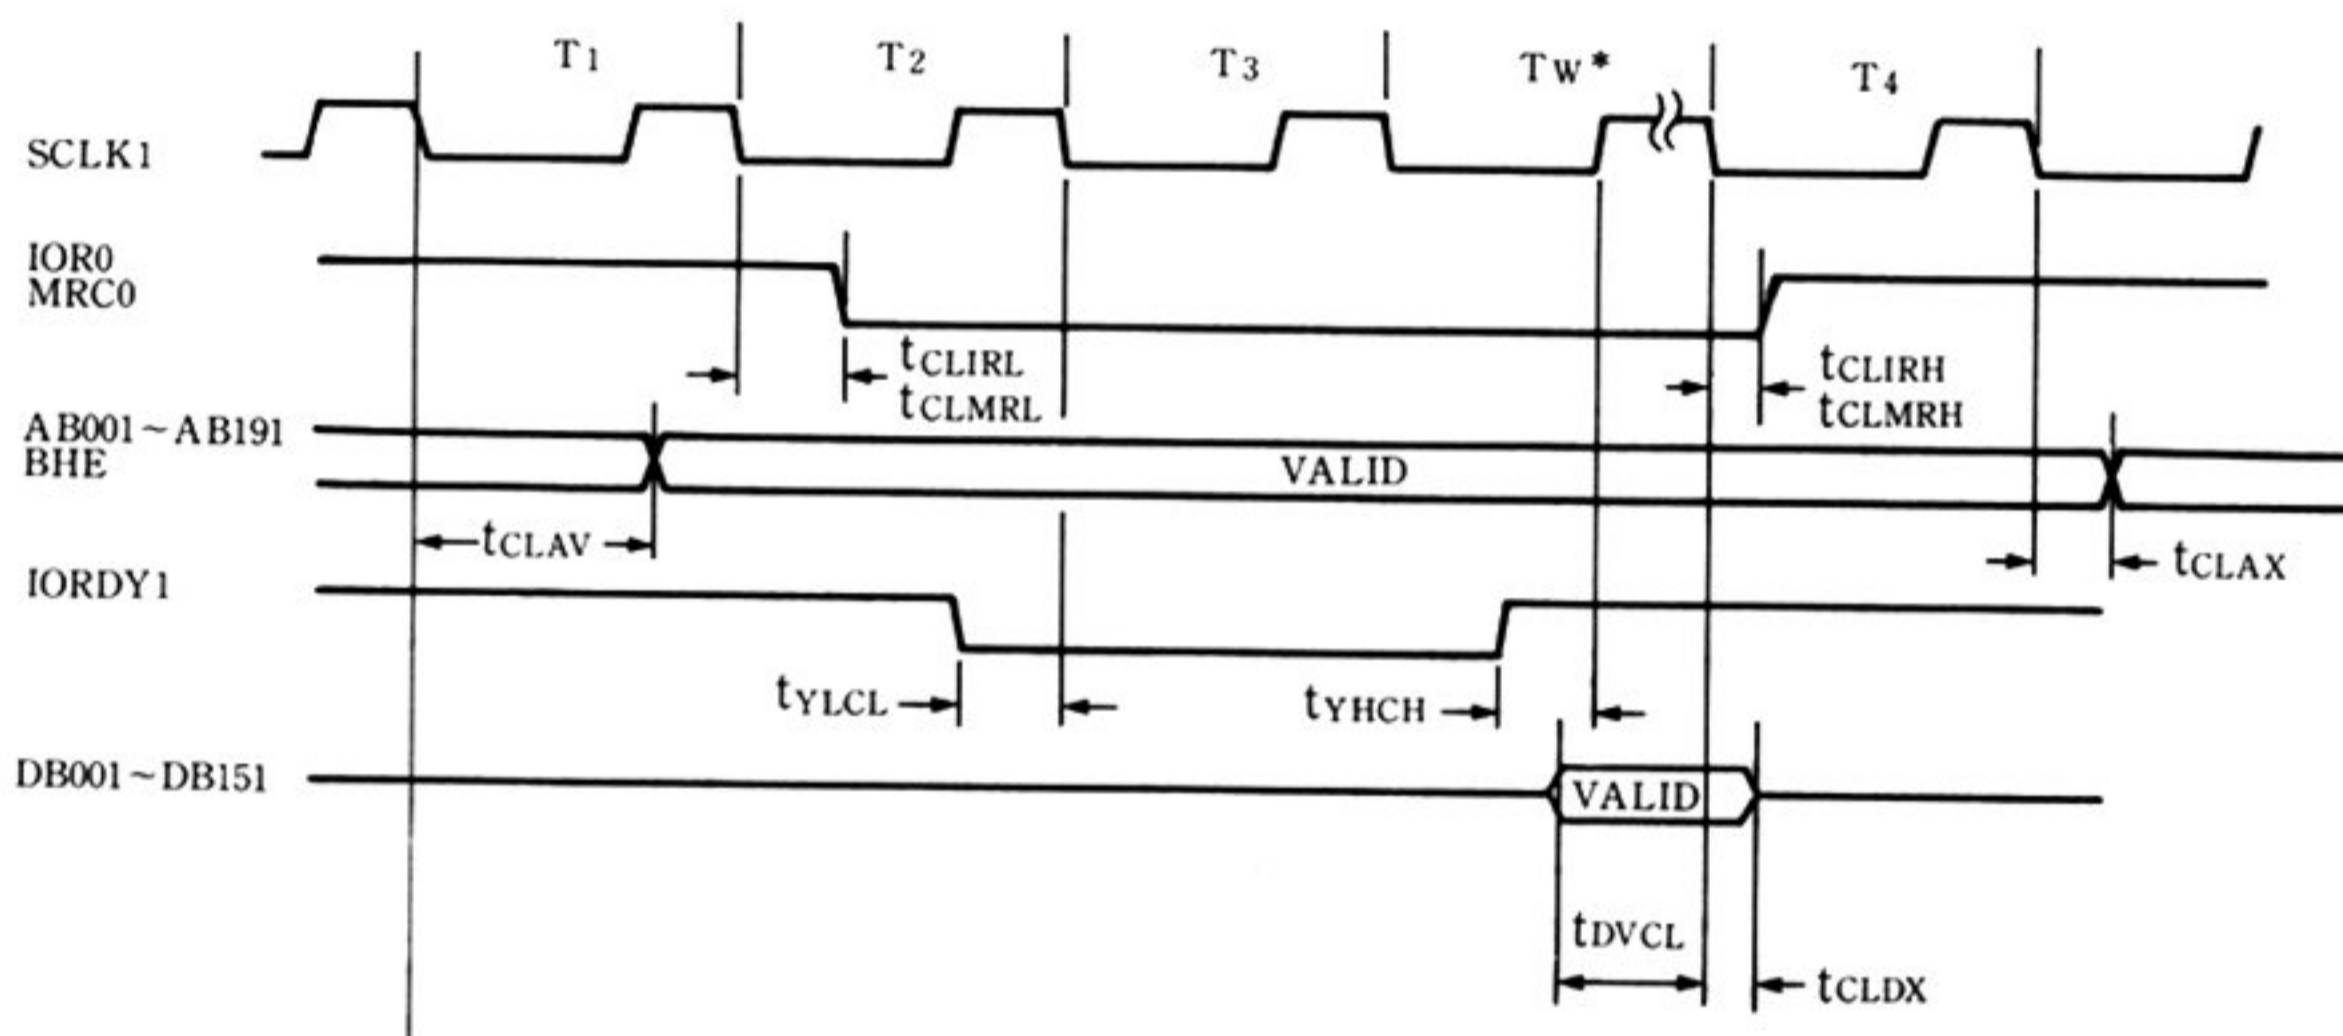 T1 T2 T3 TW* T4
SCLK1
IOR0
MRC0
tCLIRL
tCLMRL
tCLIRH
tCLMRH
AB001~AB191
BHE
VALID
tCLAV
tCLAX
IORDY1
tYLCL
tYHCH
DB001~DB151
VALID
tDVCL
tCLDX